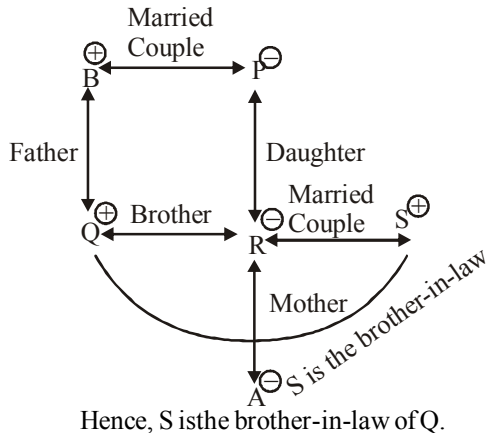 Married
Couple
B + P −
Father Daughter
Married
Couple
Q + Brother R − S +
Mother
S is the brother-in-law
A −
Hence, S isthe brother-in-law of Q.